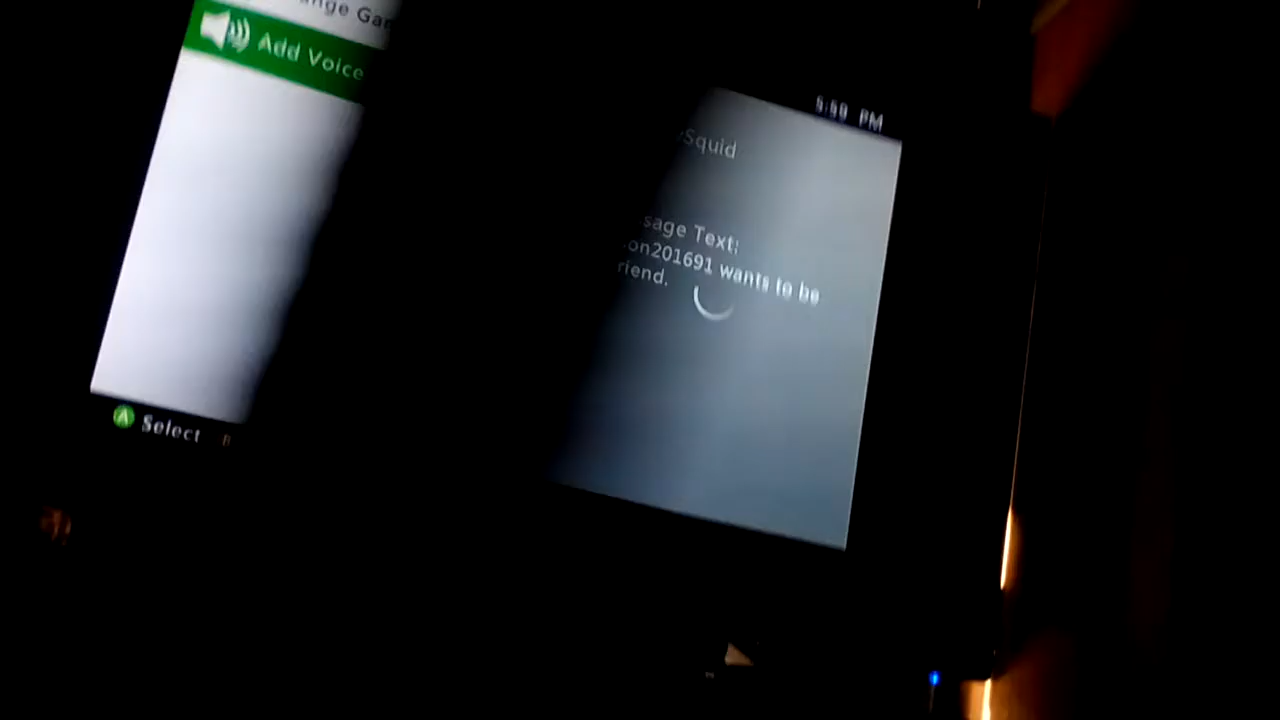 Add Voice
5:59 PM
Squid
sage Text:
on201691 wants to be
riend.
A Select B